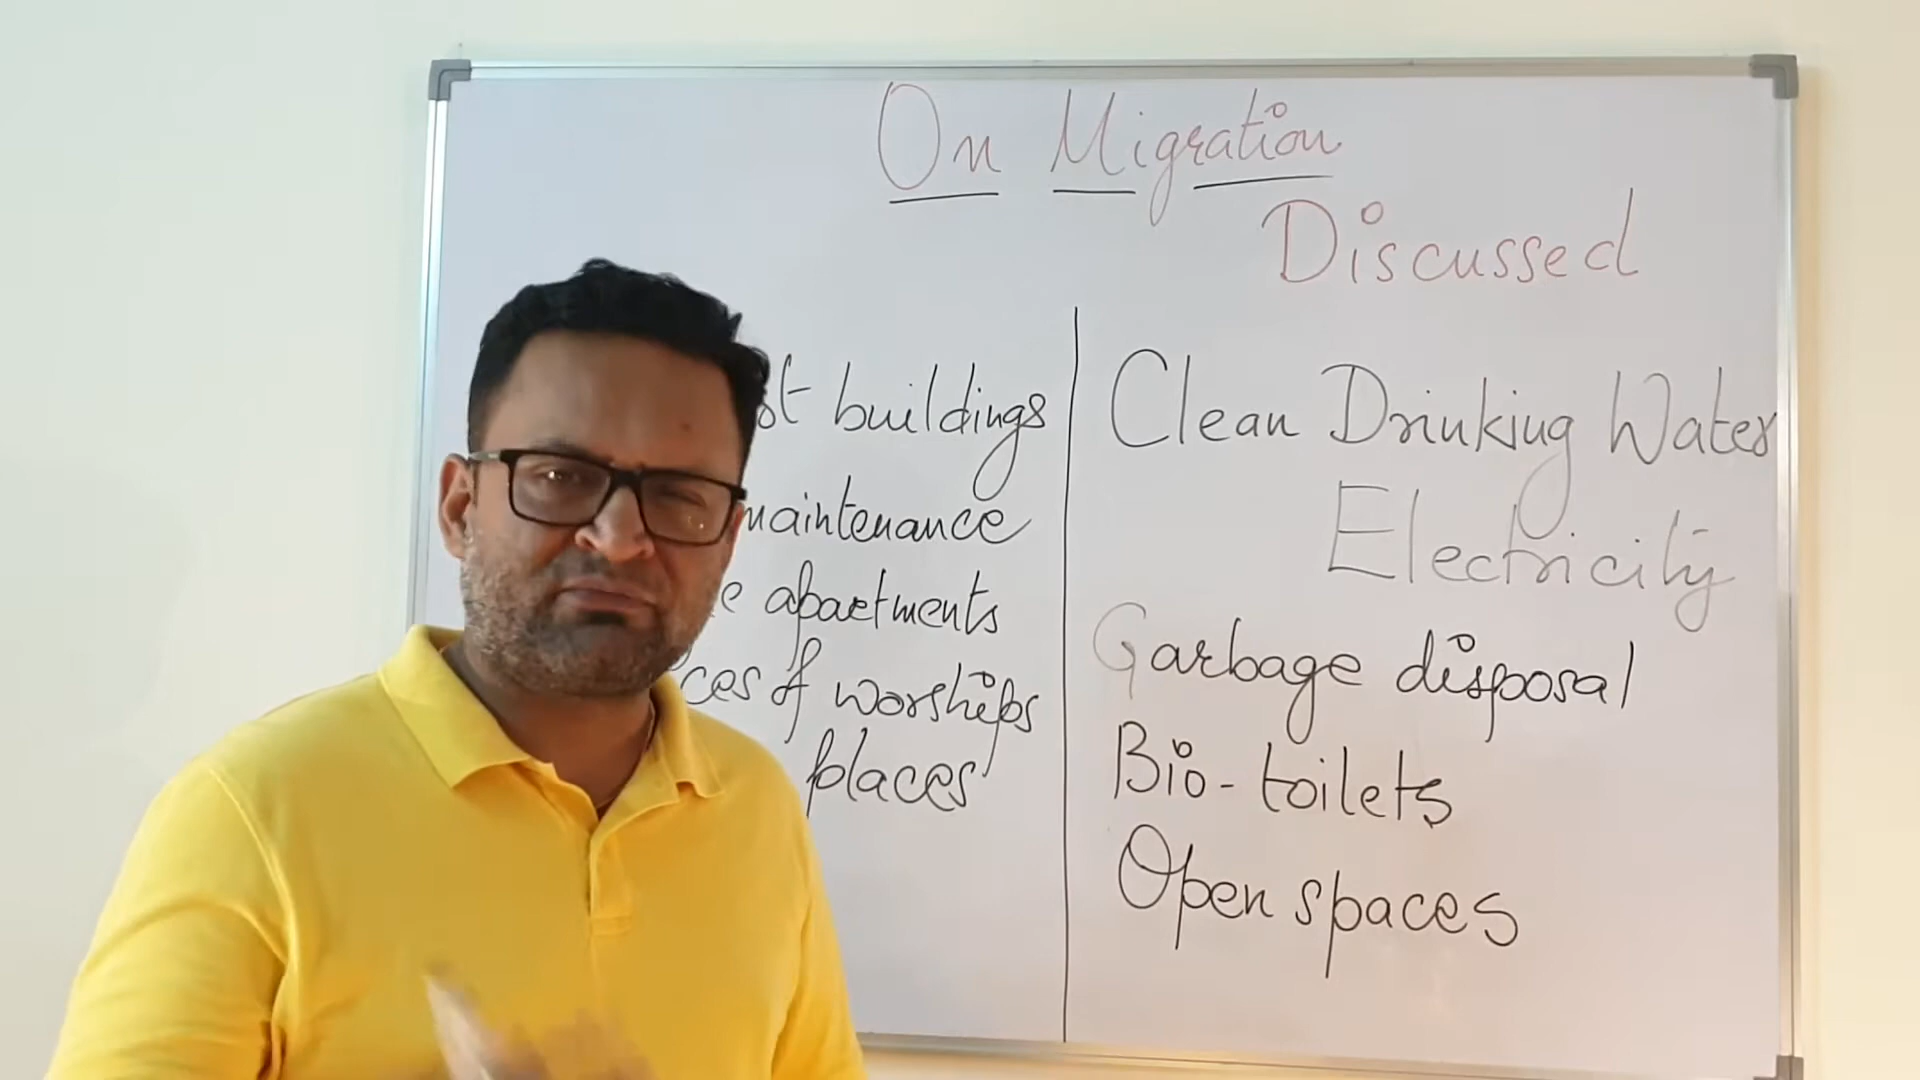 On Migration
Discussed
buildings
maintenance
apartments
of worships
places
Clean Drinking Water
Electricity
Garbage disposal
Bio-toilets
Open spaces